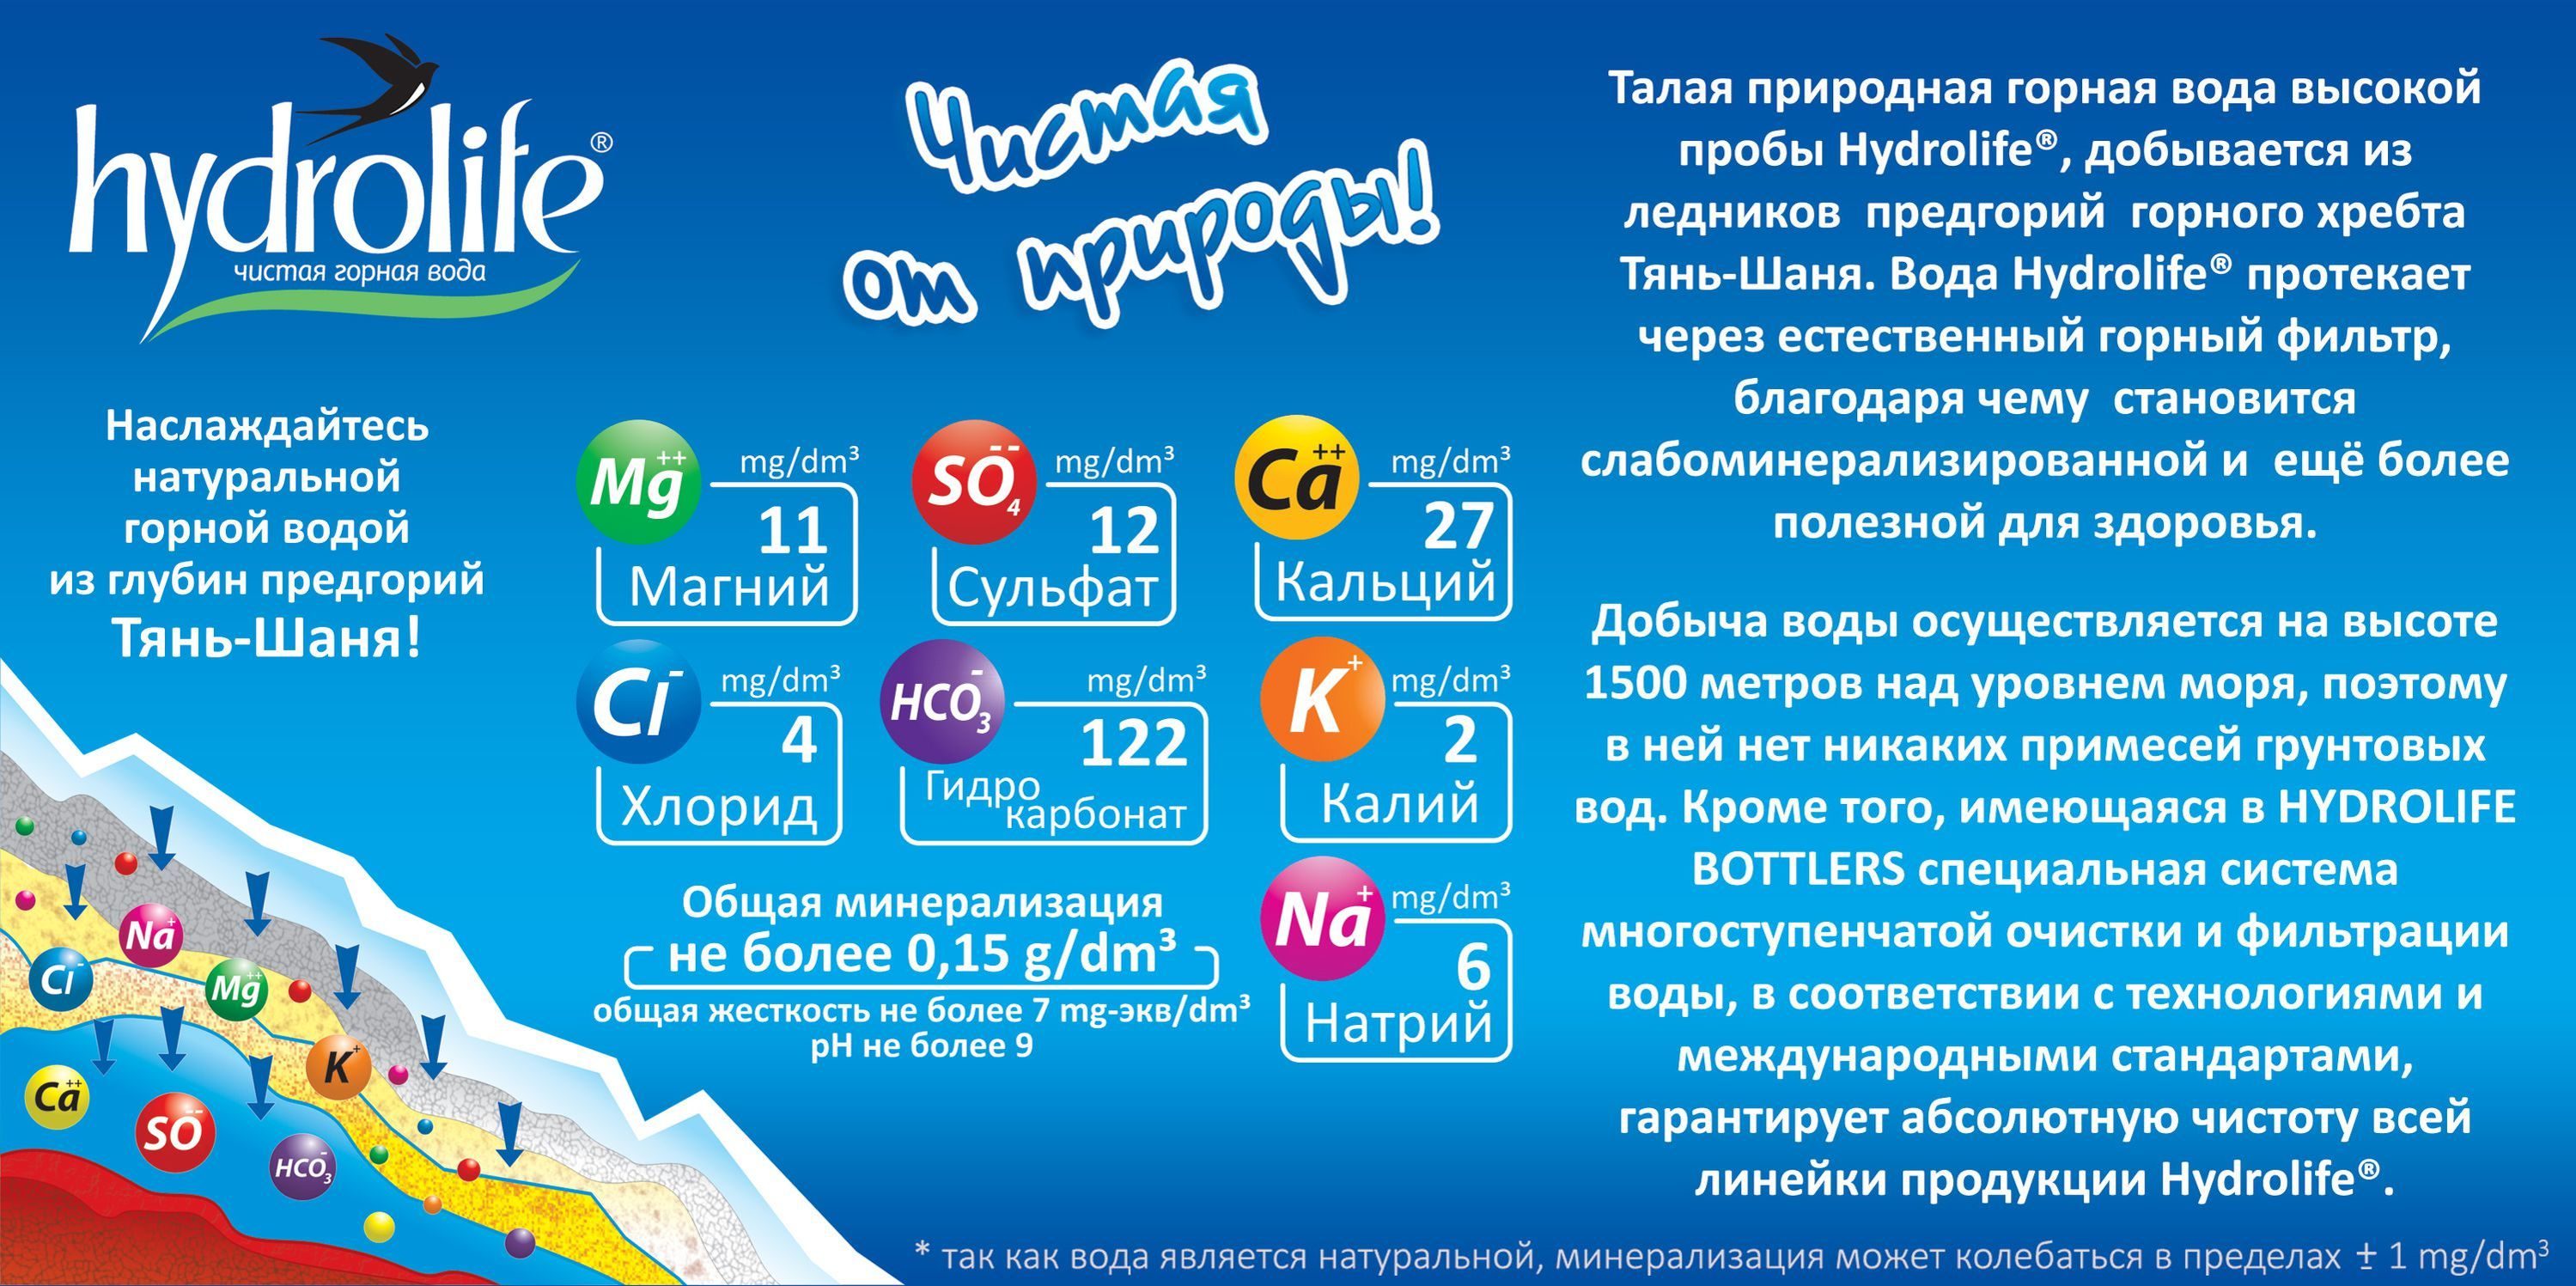 hydrolife®
чистая горная вода
Чистая
от природы!
Наслаждайтесь
натуральной
горной водой
из глубин предгорий
Тянь-Шаня!
Mg++ mg/dm³
11
Магний
SO₄-- mg/dm³
12
Сульфат
Ca++ mg/dm³
27
Кальций
Cl- mg/dm³
4
Хлорид
HCO₃- mg/dm³
122
Гидро
карбонат
K+ mg/dm³
2
Калий
Na+ mg/dm³
6
Натрий
Общая минерализация
не более 0,15 g/dm³
общая жесткость не более 7 mg-экв/dm³
pH не более 9
Na+
Cl-
Mg++
K+
Ca++
SO--
HCO₃-
Талая природная горная вода высокой
пробы Hydrolife®, добывается из
ледников предгорий горного хребта
Тянь-Шаня. Вода Hydrolife® протекает
через естественный горный фильтр,
благодаря чему становится
слабоминерализированной и ещё более
полезной для здоровья.
Добыча воды осуществляется на высоте
1500 метров над уровнем моря, поэтому
в ней нет никаких примесей грунтовых
вод. Кроме того, имеющаяся в HYDROLIFE
BOTTLERS специальная система
многоступенчатой очистки и фильтрации
воды, в соответствии с технологиями и
международными стандартами,
гарантирует абсолютную чистоту всей
линейки продукции Hydrolife®.
* так как вода является натуральной, минерализация может колебаться в пределах ± 1 mg/dm³